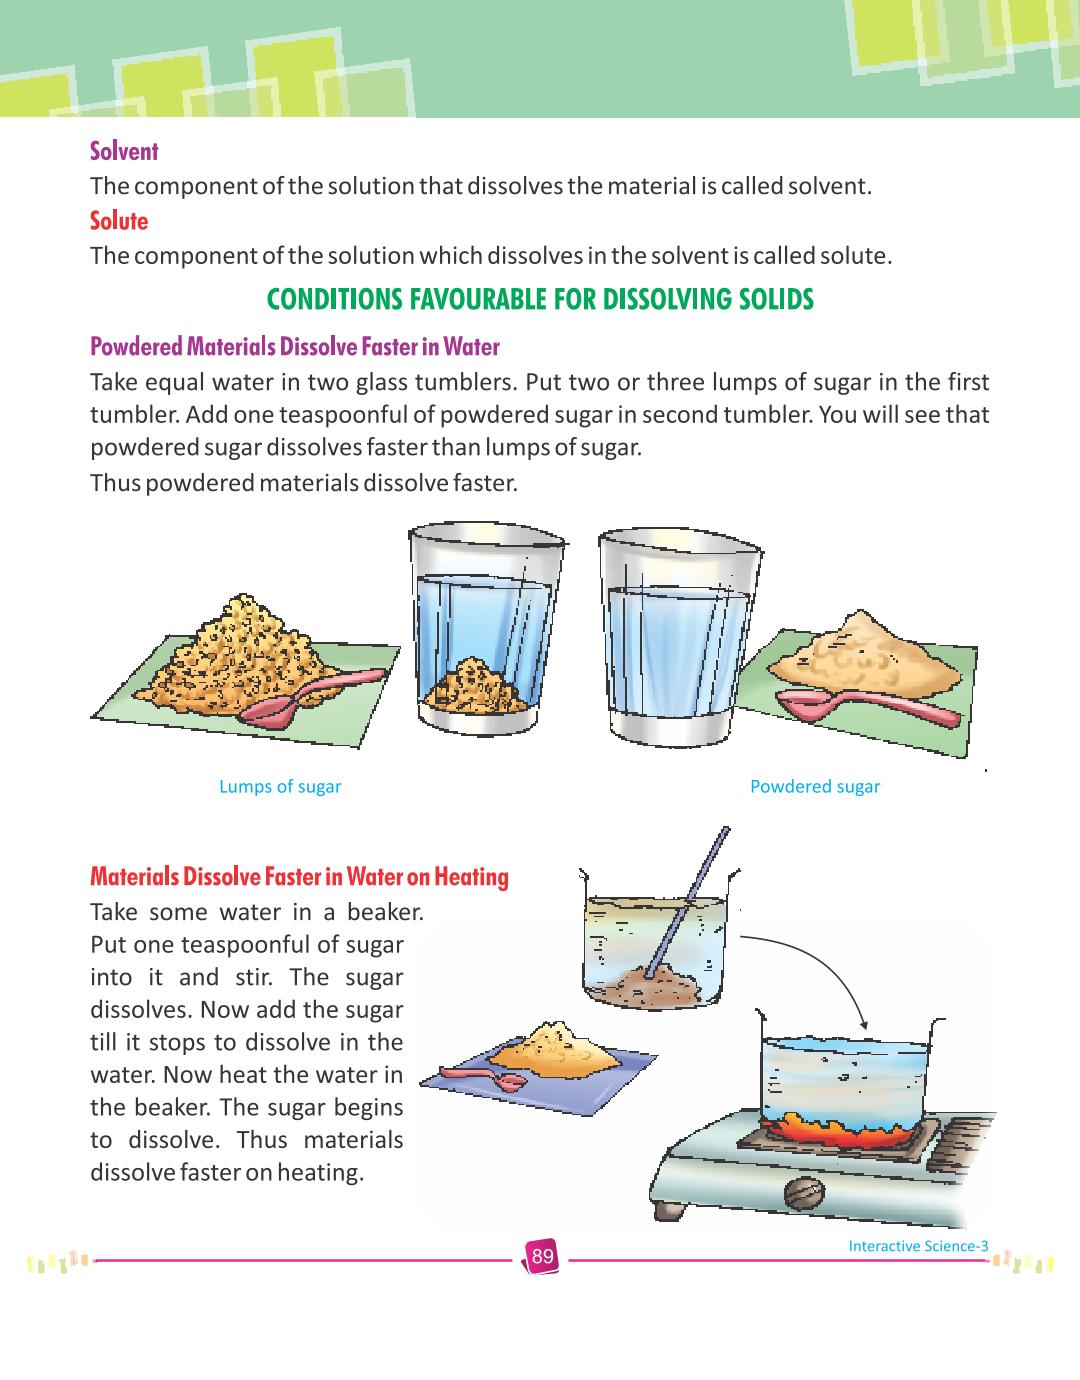 Solvent
The component of the solution that dissolves the material is called solvent.
Solute
The component of the solution which dissolves in the solvent is called solute.
CONDITIONS FAVOURABLE FOR DISSOLVING SOLIDS
Powdered Materials Dissolve Faster in Water
Take equal water in two glass tumblers. Put two or three lumps of sugar in the first
tumbler. Add one teaspoonful of powdered sugar in second tumbler. You will see that
powdered sugar dissolves faster than lumps of sugar.
Thus powdered materials dissolve faster.
Lumps of sugar
Powdered sugar
Materials Dissolve Faster in Water on Heating
Take some water in a beaker.
Put one teaspoonful of sugar
into it and stir. The sugar
dissolves. Now add the sugar
till it stops to dissolve in the
water. Now heat the water in
the beaker. The sugar begins
to dissolve. Thus materials
dissolve faster on heating.
Interactive Science-3
89